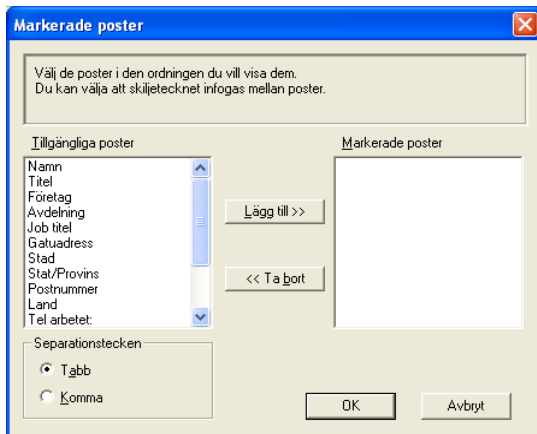 Markerade poster
Välj de poster i den ordningen du vill visa dem.
Du kan välja att skiljetecknet infogas mellan poster.
Tillgängliga poster
Markerade poster
Namn
Titel
Företag
Avdelning
Job titel
Gatuadress
Stad
Stat/Provins
Postnummer
Land
Tel arbetet:
Lägg till >>
<< Ta bort
Separationstecken
Tabb
Komma
OK
Avbryt